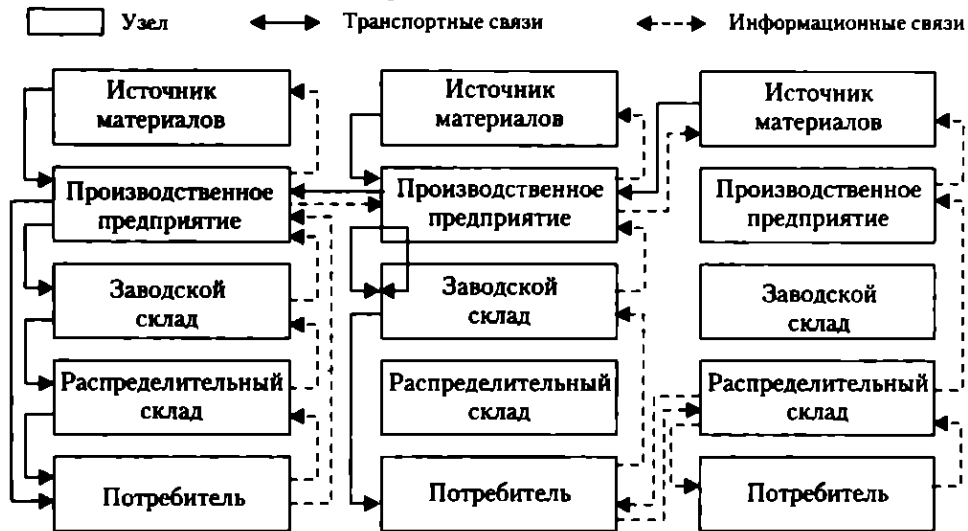 Узел
Транспортные связи
Информационные связи
Источник
материалов
Источник
материалов
Источник
материалов
Производственное
предприятие
Производственное
предприятие
Производственное
предприятие
Заводской
склад
Заводской
склад
Заводской
склад
Распределительный
склад
Распределительный
склад
Распределительный
склад
Потребитель
Потребитель
Потребитель